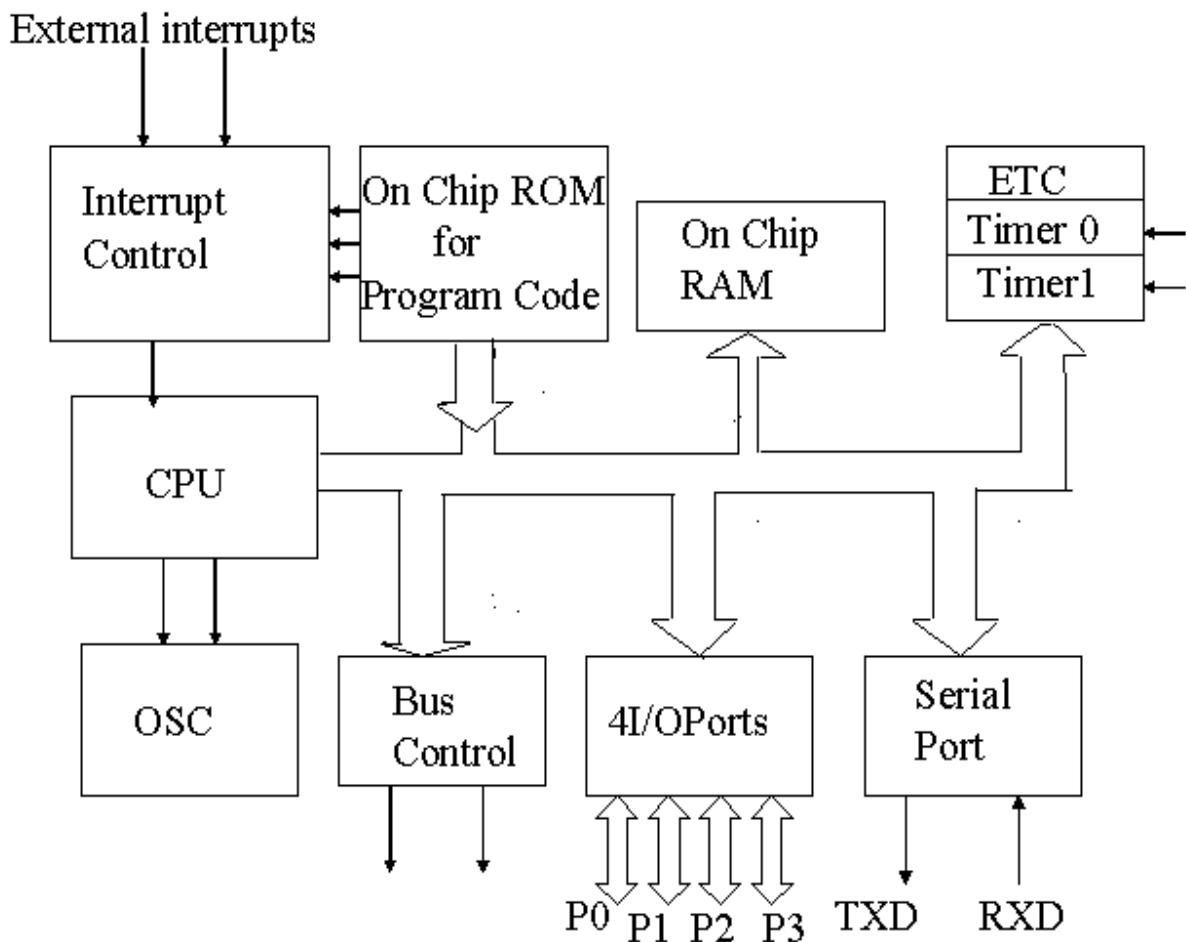 External interrupts
Interrupt
Control
On Chip ROM
for
Program Code
On Chip
RAM
ETC
Timer 0
Timer1
CPU
OSC
Bus
Control
4I/OPorts
Serial
Port
P0 P1 P2 P3
TXD RXD